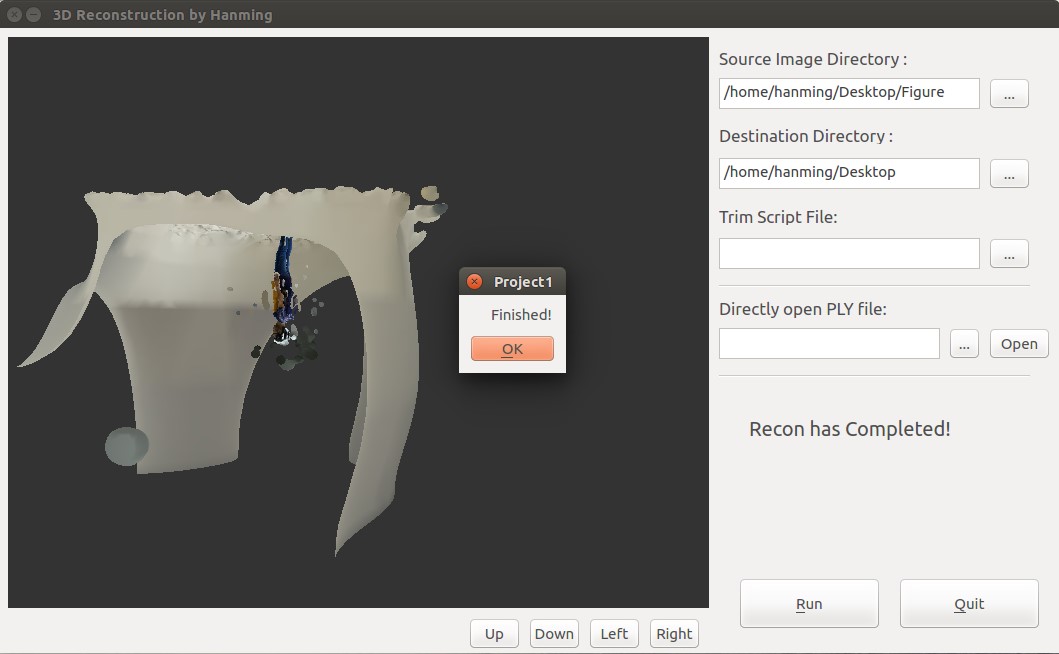 3D Reconstruction by Hanming
Source Image Directory :
/home/hanming/Desktop/Figure
...
Destination Directory :
/home/hanming/Desktop
...
Trim Script File:
...
Directly open PLY file:
...
Open
Project1
Finished!
OK
Recon has Completed!
Run
Quit
Up
Down
Left
Right